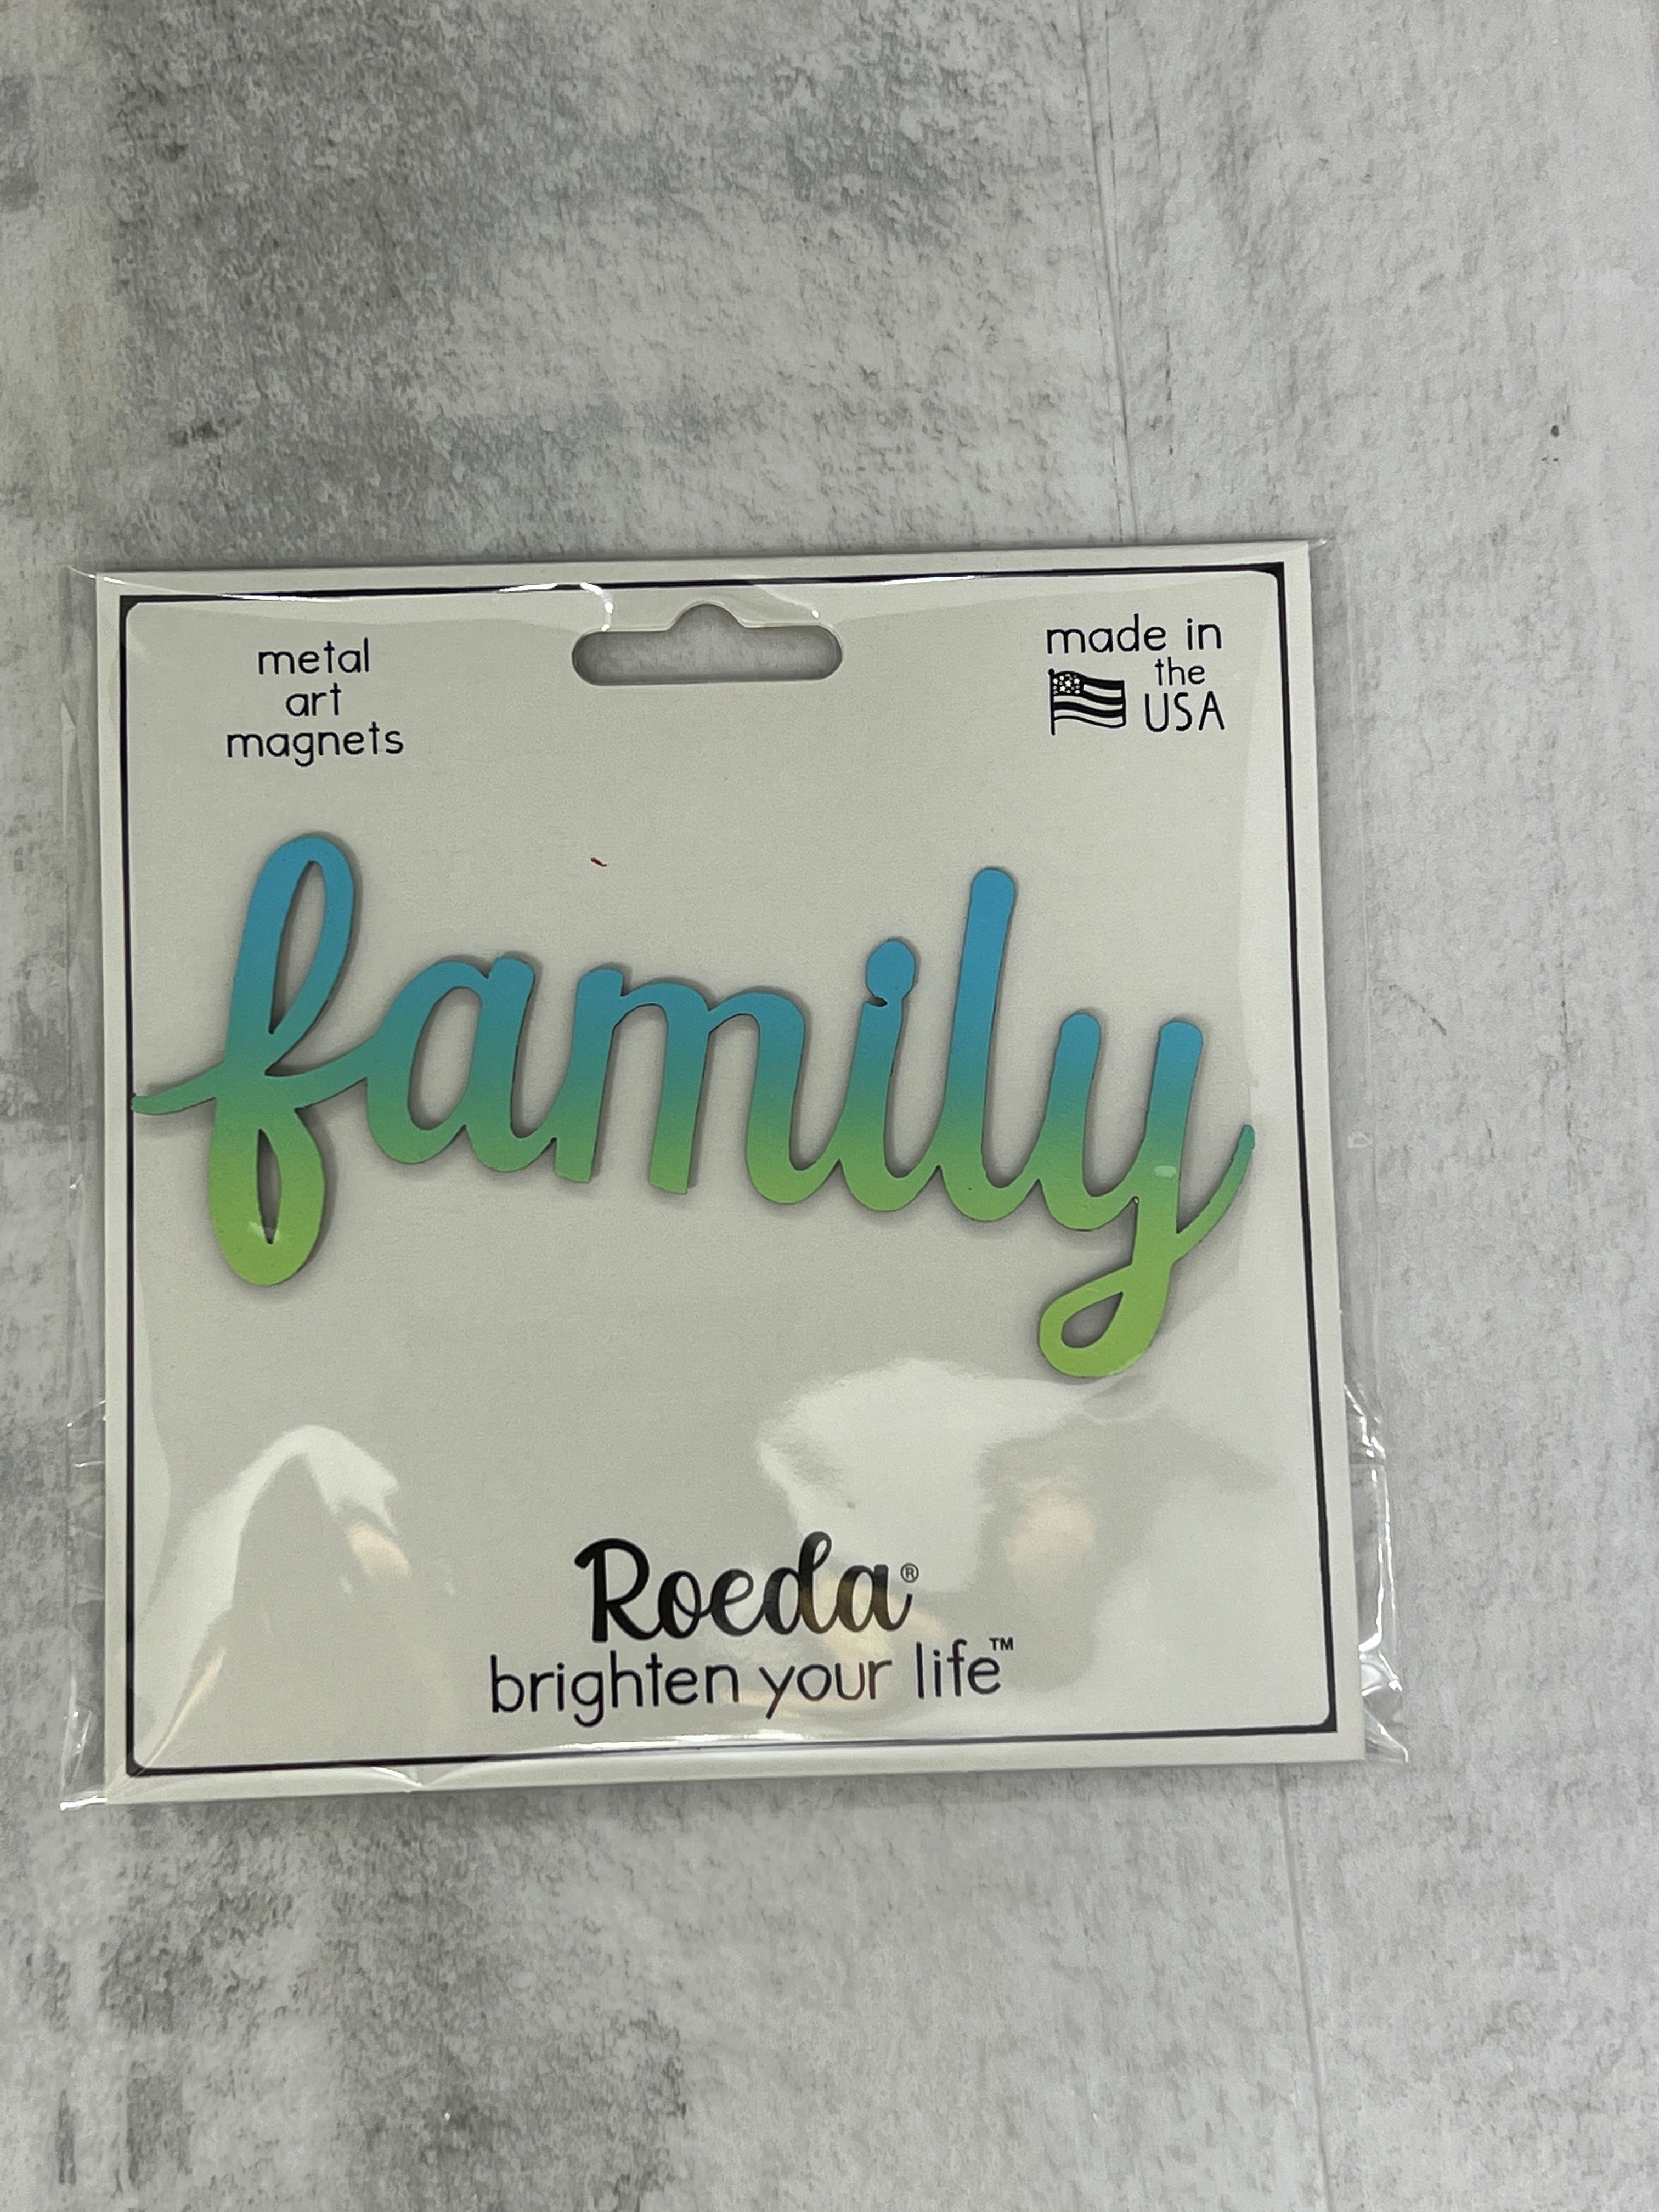 metal
art
magnets
made in
the
USA
family
Roeda®
brighten your life™